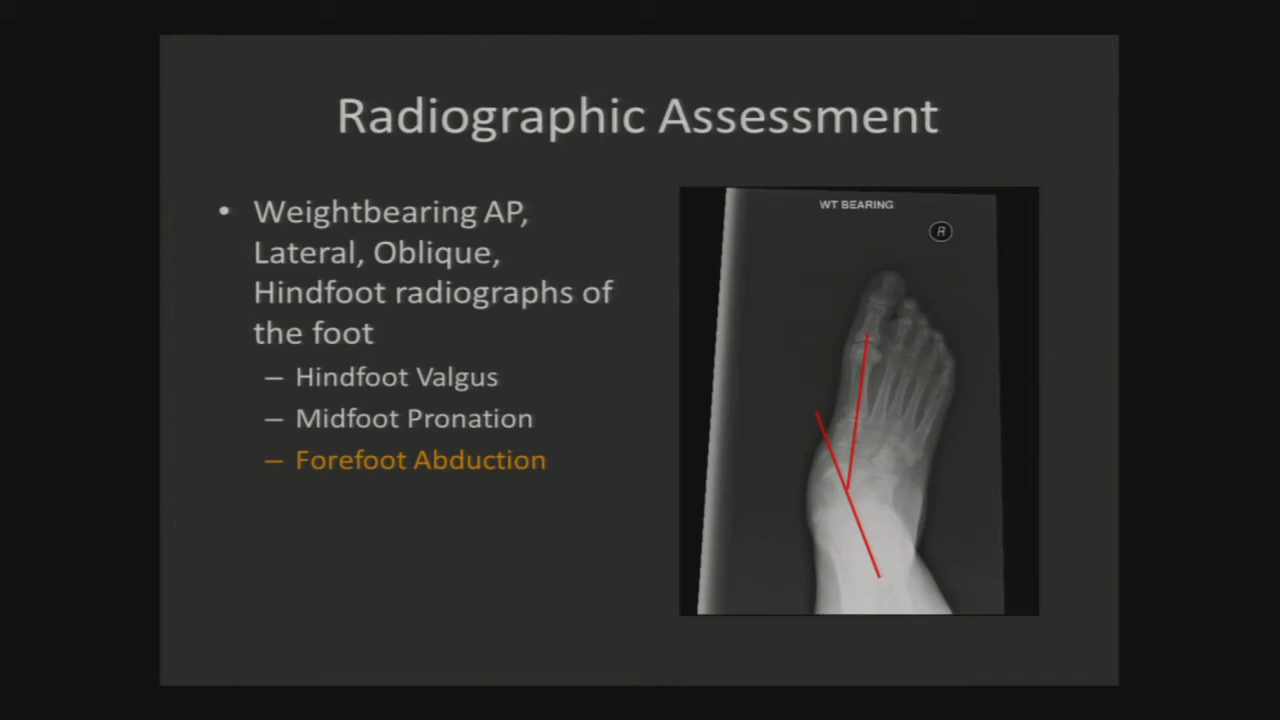 Radiographic Assessment
• Weightbearing AP,
Lateral, Oblique,
Hindfoot radiographs of
the foot
– Hindfoot Valgus
– Midfoot Pronation
– Forefoot Abduction
WT BEARING
R